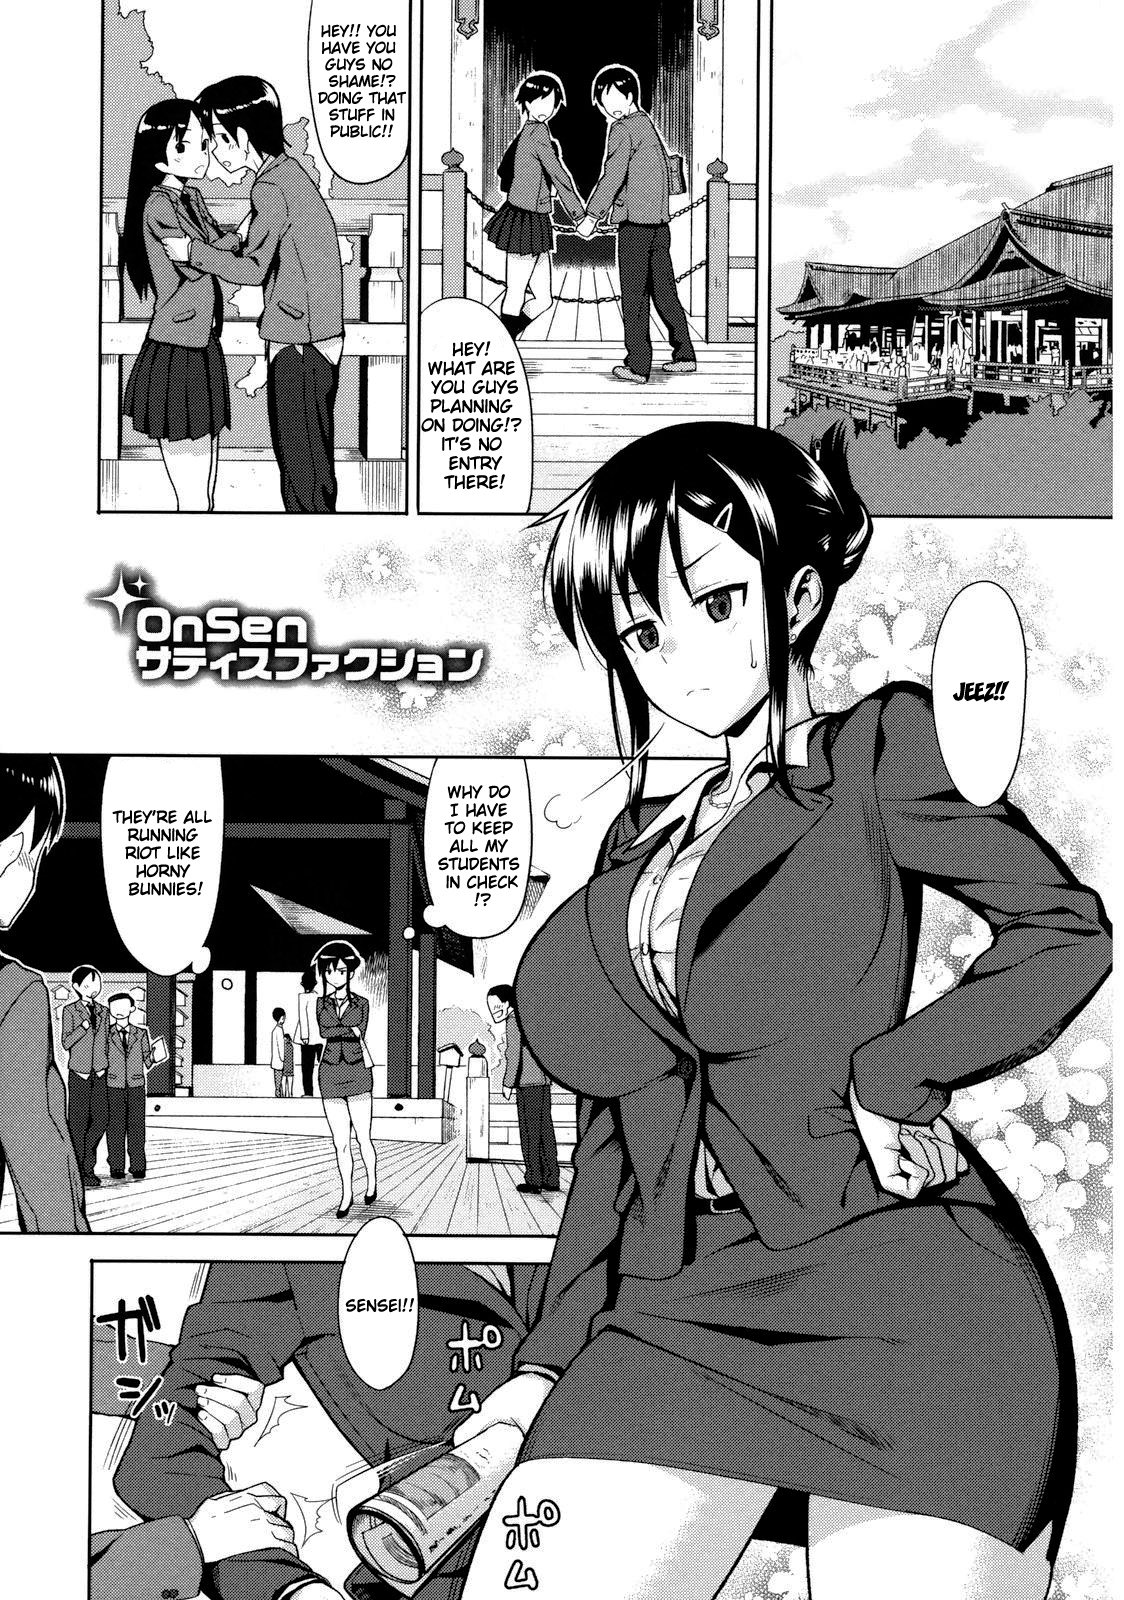 HEY!
WHAT ARE
YOU GUYS
PLANNING
ON DOING!?
IT'S NO
ENTRY
THERE!
HEY!! YOU
HAVE YOU
GUYS NO
SHAME!?
DOING THAT
STUFF IN
PUBLIC!!
JEEZ!!
OnSen
サティスファクション
WHY DO
I HAVE
TO KEEP
ALL MY
STUDENTS
IN CHECK
!?
THEY'RE ALL
RUNNING
RIOT LIKE
HORNY
BUNNIES!
ポム
ポム
SENSEI!!
ガシッ